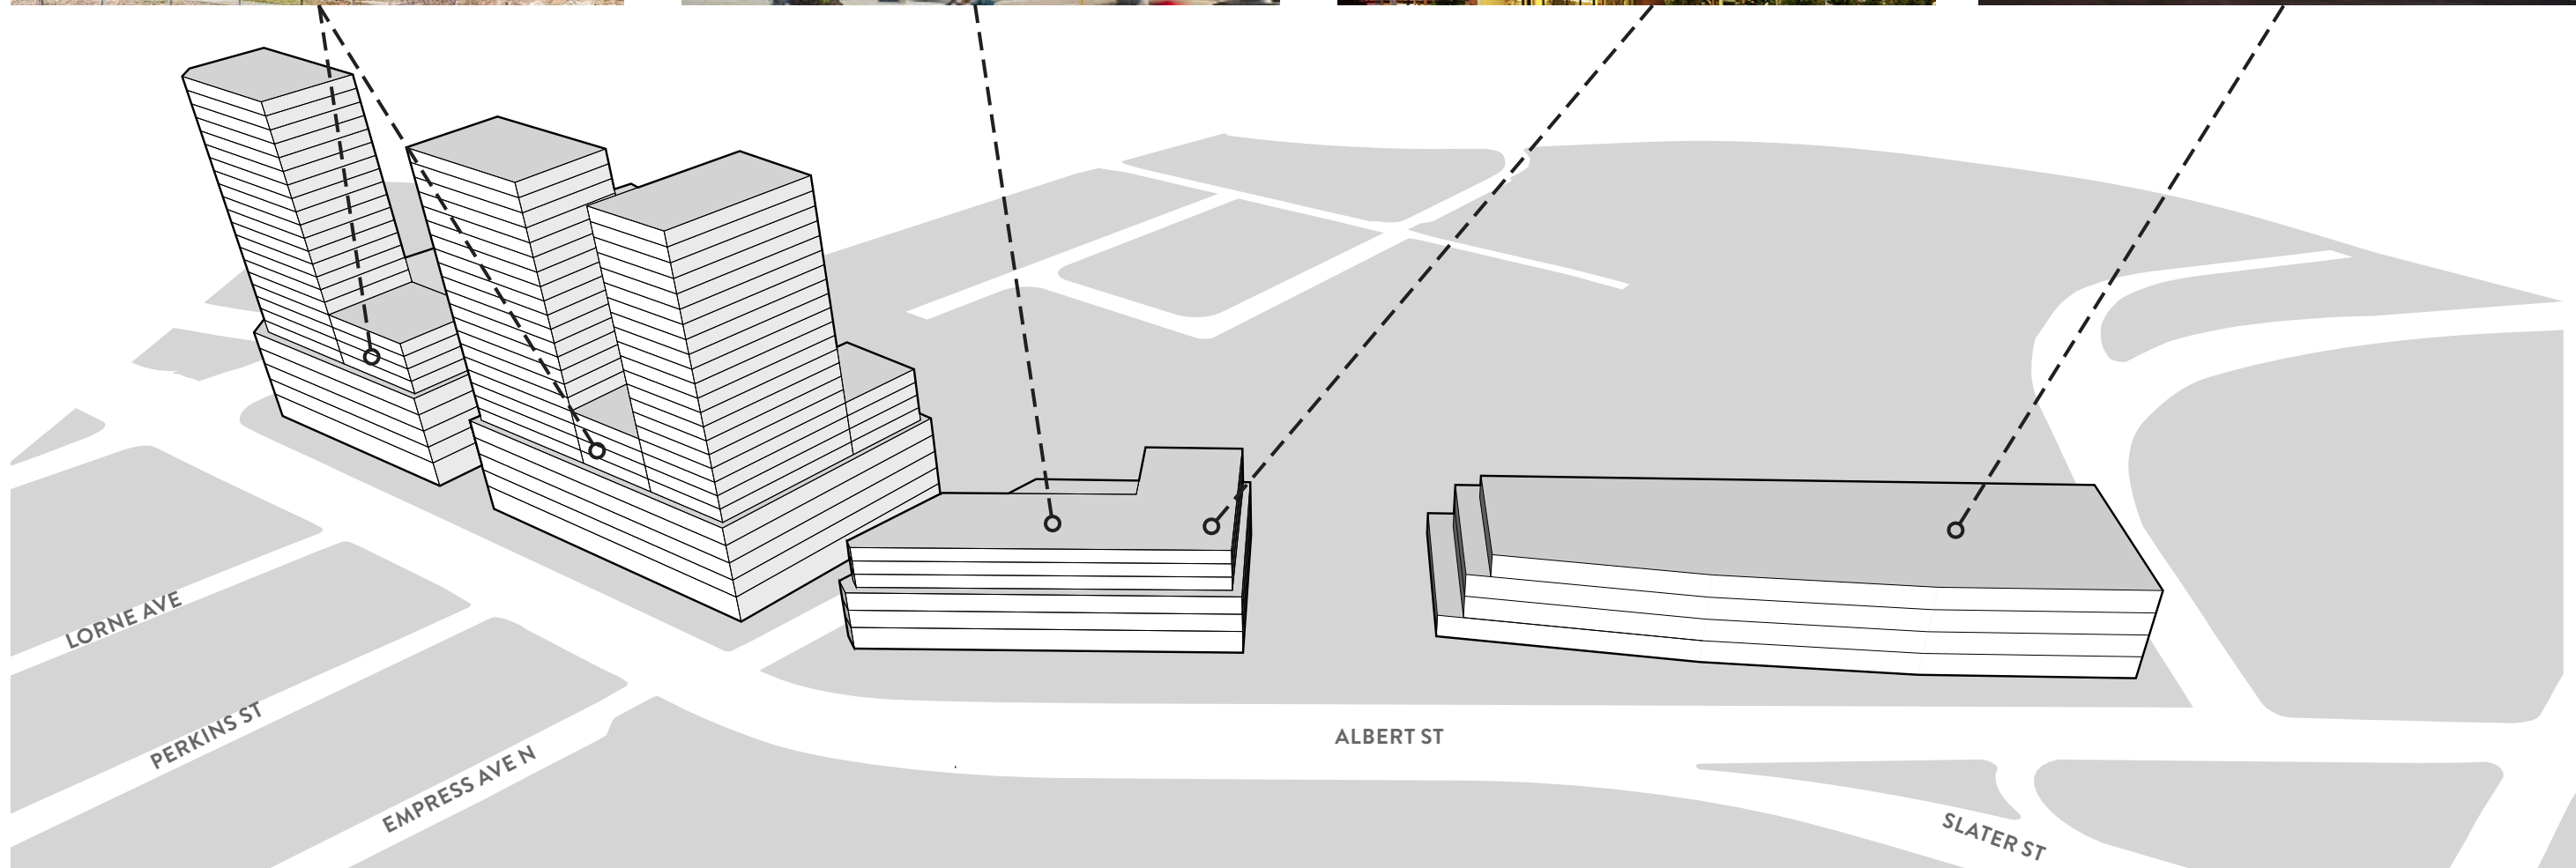 LORNE AVE
PERKINS ST
EMPRESS AVE N
ALBERT ST
SLATER ST